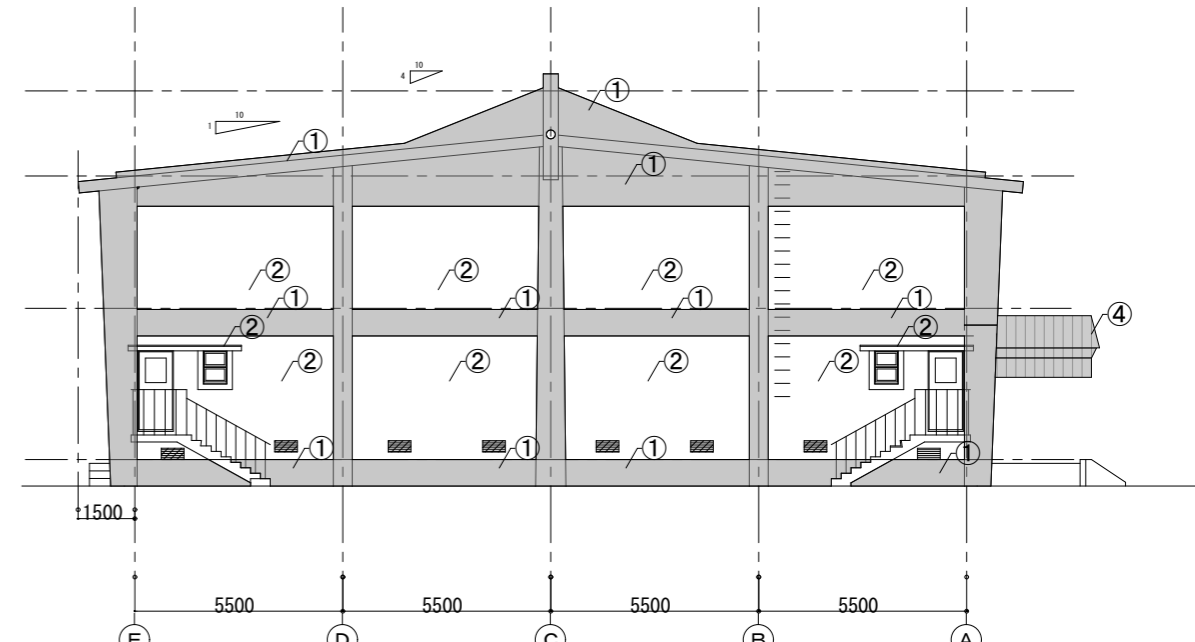 10
4
①
10
1
①
①
② ② ② ②
① ① ① ①
④
② ②
② ② ② ②
① ① ① ①
1500
5500 5500 5500 5500
E D C B A